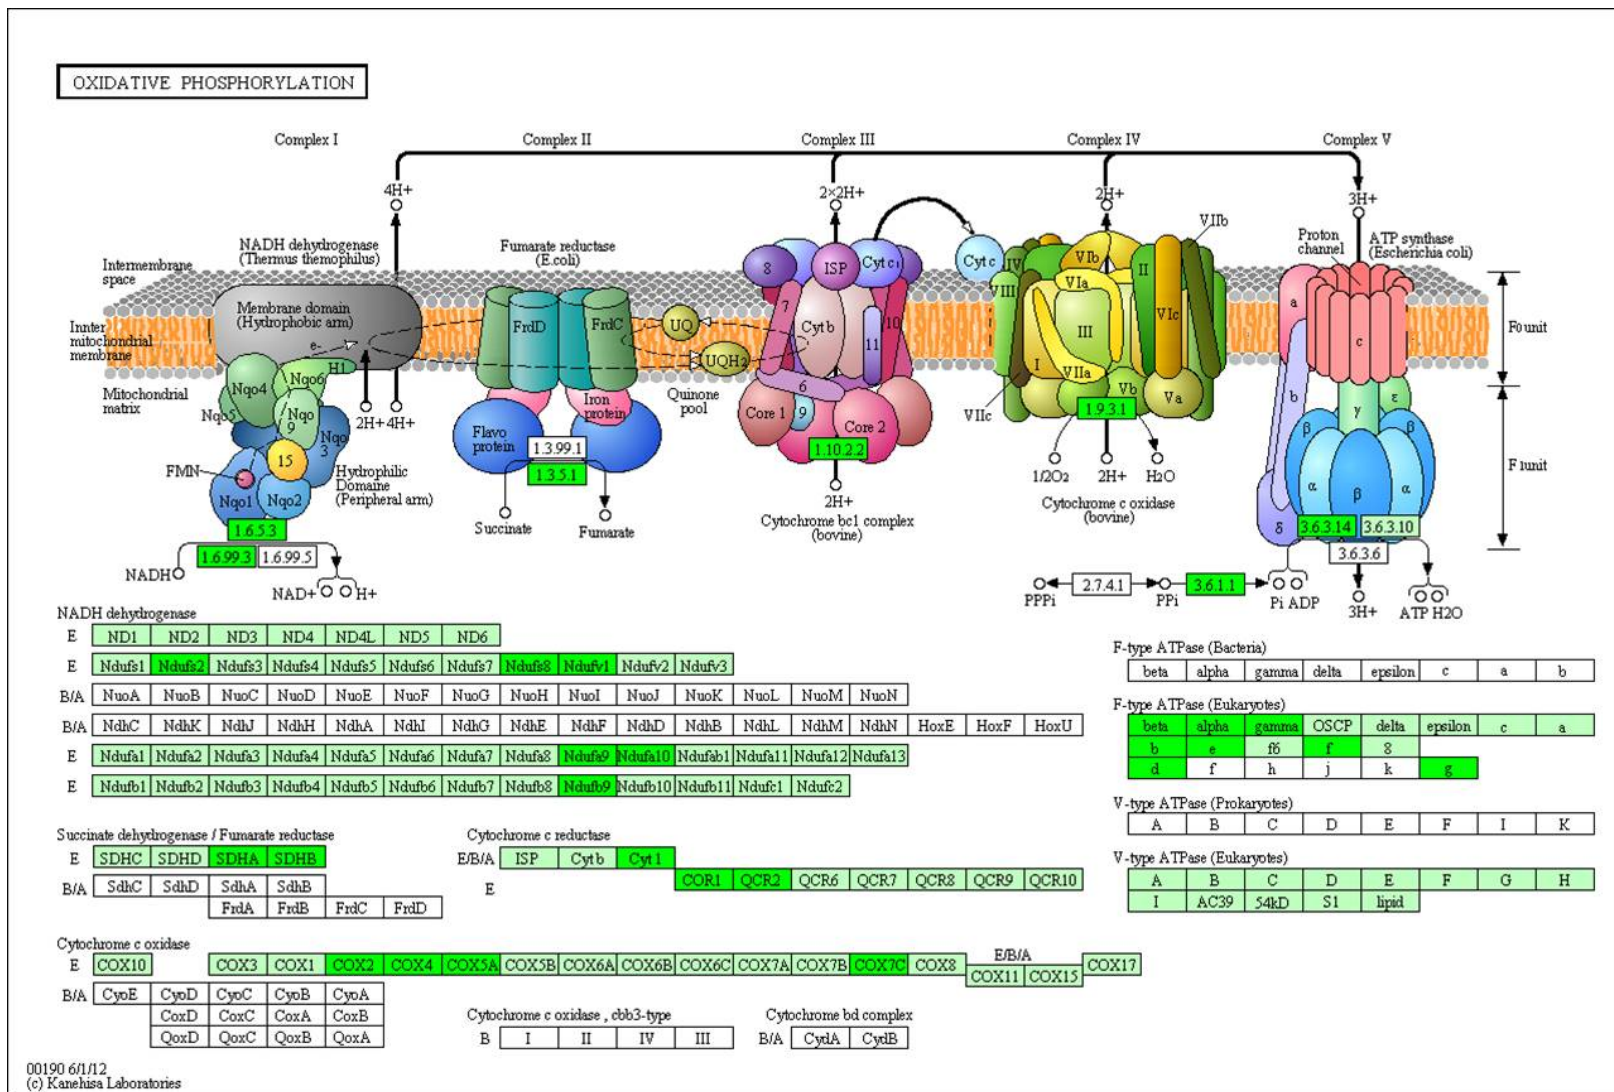 OXIDATIVE PHOSPHORYLATION
Complex I Complex II Complex III Complex IV Complex V
4H+ 2×2H+ 2H+ 3H+
NADH dehydrogenase
(Thermus themophilus)
Fumarate reductase
(E.coli)
Proton
channel
ATP synthase
(Escherichia coli)
Intermembrane
space
8 ISP Cyt c1 Cyt c IV VIb II VIIb
VIII VIa
Membrane domain
(Hydrophobic arm)
FrdD FrdC UQ 7 Cyt b 10 III VIc a c F0 unit
Innter
mitochondrial
membrane
e- UQH2 11 I VIIa
H1
Mitochondrial
matrix
Nqo4 Nqo6 Quinone
pool
6 Vb Va VIIc b γ ε
Nqo5 Nqo
9
Nqo
3
2H+ 4H+ Iron
protein
Core 1 9 Core 2 1.9.3.1
Flavo
protein
1.3.99.1 1.10.2.2 β β
15 1.3.5.1 1/2O2 2H+ H2O F1unit
FMN Hydrophilic
Domaine
(Peripheral arm)
Nqo1 Nqo2 2H+ α β α
Succinate Fumarate Cytochrome bc1 complex
(bovine)
Cytochrome c oxidase
(bovine)
1.6.5.3 δ 3.6.3.14 3.6.3.10
1.6.99.3 1.6.99.5 3.6.3.6
NADH NAD+ H+ PPPi 2.7.4.1 PPi 3.6.1.1 Pi ADP 3H+ ATP H2O
NADH dehydrogenase
E ND1 ND2 ND3 ND4 ND4L ND5 ND6
E Ndufs1 Ndufs2 Ndufs3 Ndufs4 Ndufs5 Ndufs6 Ndufs7 Ndufs8 Ndufv1 Ndufv2 Ndufv3
B/A NuoA NuoB NuoC NuoD NuoE NuoF NuoG NuoH NuoI NuoJ NuoK NuoL NuoM NuoN
B/A NdhC NdhK NdhJ NdhH NdhA NdhI NdhG NdhE NdhF NdhD NdhB NdhL NdhM NdhN HoxE HoxF HoxU
E Ndufa1 Ndufa2 Ndufa3 Ndufa4 Ndufa5 Ndufa6 Ndufa7 Ndufa8 Ndufa9 Ndufa10 Ndufab1 Ndufa11 Ndufa12 Ndufa13
E Ndufb1 Ndufb2 Ndufb3 Ndufb4 Ndufb5 Ndufb6 Ndufb7 Ndufb8 Ndufb9 Ndufb10 Ndufb11 Ndufc1 Ndufc2
F-type ATPase (Bacteria)
beta alpha gamma delta epsilon c a b
F-type ATPase (Eukaryotes)
beta alpha gamma OSCP delta epsilon c a
b e f6 f 8
d f h j k g
V-type ATPase (Prokaryotes)
A B C D E F I K
V-type ATPase (Eukaryotes)
A B C D E F G H
I AC39 54kD S1 lipid
Succinate dehydrogenase / Fumarate reductase
E SDHC SDHD SDHA SDHB
B/A SdhC SdhD SdhA SdhB
FrdA FrdB FrdC FrdD
Cytochrome c reductase
E/B/A ISP Cyt b Cyt 1
E COR1 QCR2 QCR6 QCR7 QCR8 QCR9 QCR10
Cytochrome c oxidase
E COX10 COX3 COX1 COX2 COX4 COX5A COX5B COX6A COX6B COX6C COX7A COX7B COX7C COX8 COX17
E/B/A
COX11 COX15
B/A CyoE CyoD CyoC CyoB CyoA
CoxD CoxC CoxA CoxB
QoxD QoxC QoxB QoxA
Cytochrome c oxidase , cbb3-type
B I II IV III
Cytochrome bd complex
B/A CydA CydB
00190 6/1/12
(c) Kanehisa Laboratories